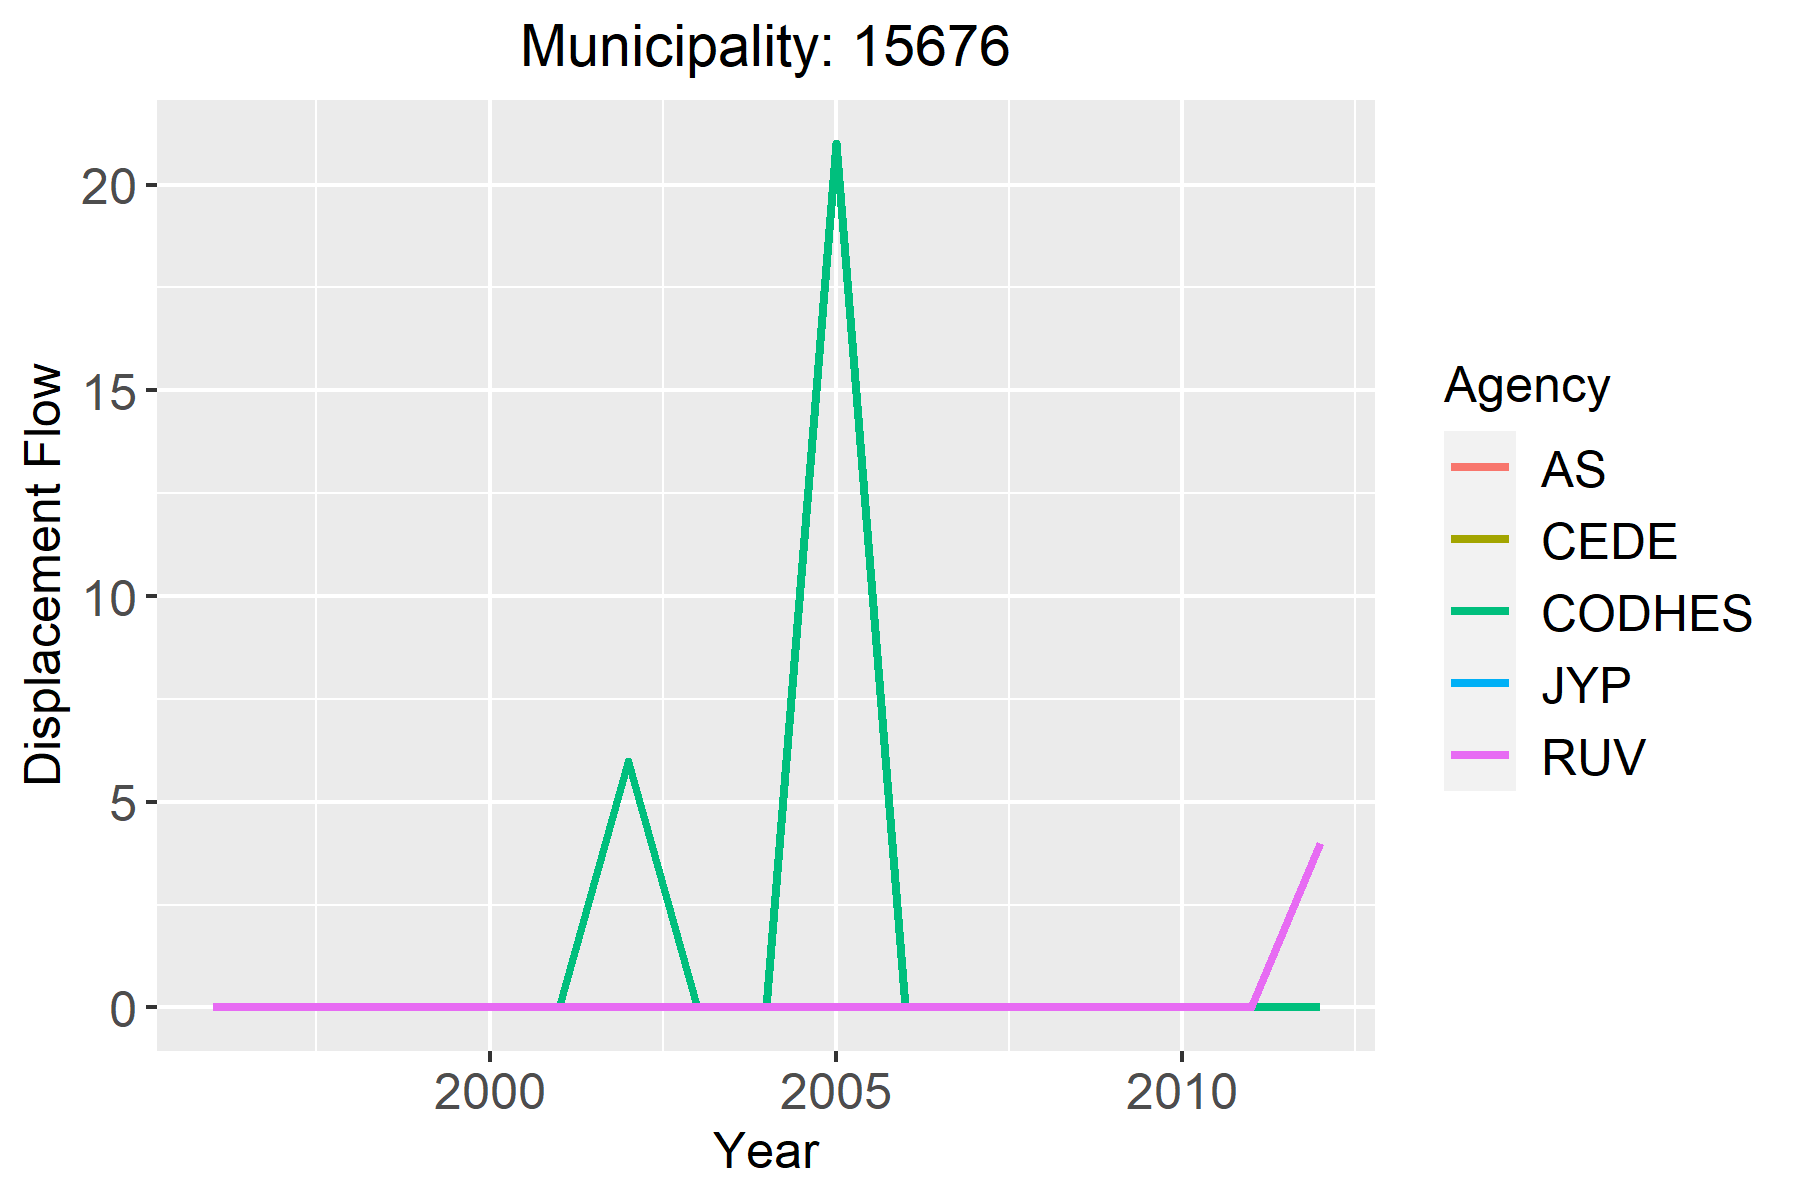 Municipality: 15676
Displacement Flow
20
15
10
5
0
2000 2005 2010
Year
Agency
AS
CEDE
CODHES
JYP
RUV